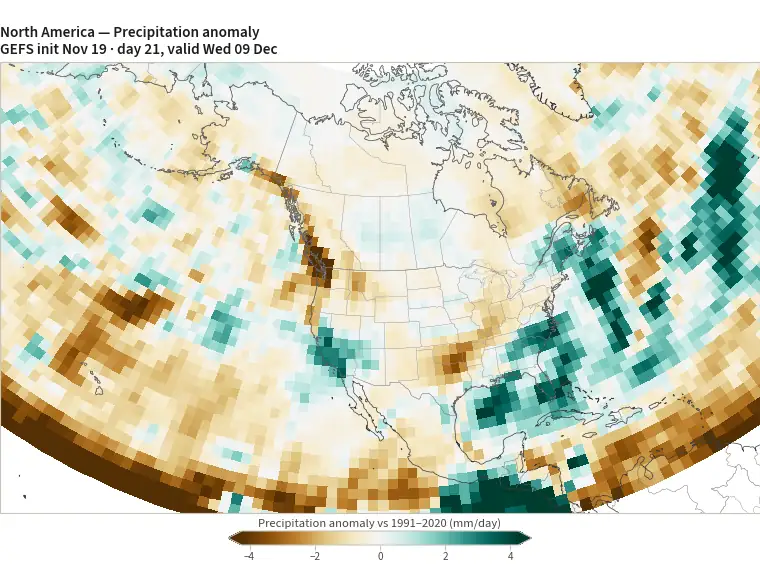 North America — Precipitation anomaly
GEFS init Nov 19 · day 21, valid Wed 09 Dec
Precipitation anomaly vs 1991–2020 (mm/day)
−4 −2 0 2 4